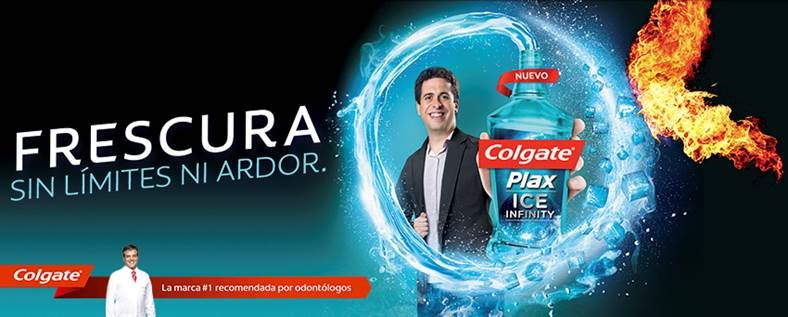 FRESCURA
SIN LÍMITES NI ARDOR.
NUEVO
Colgate
Plax
ICE
INFINITY
Colgate
La marca #1 recomendada por odontólogos